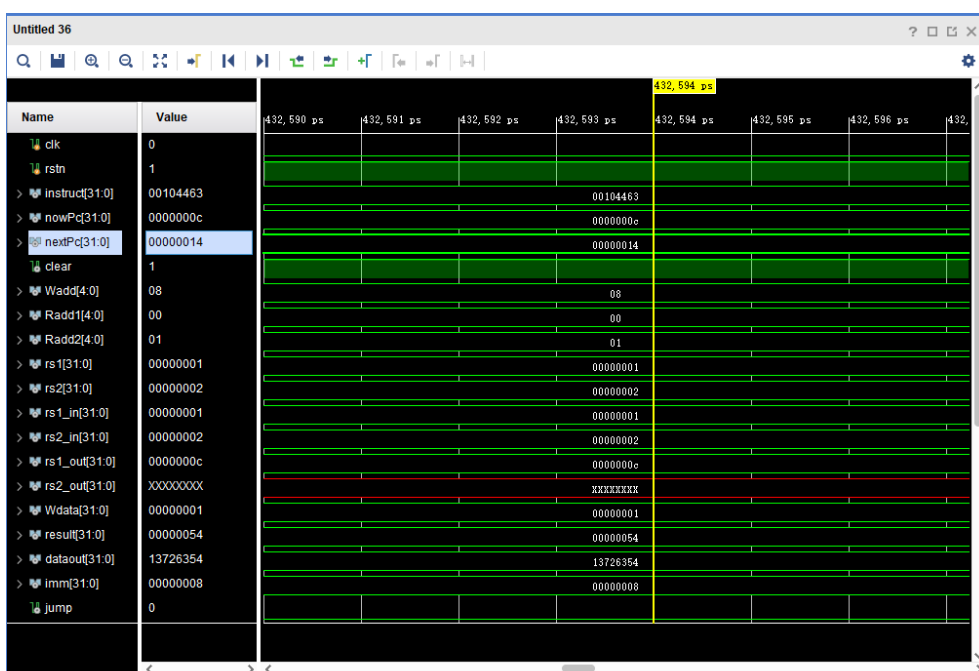 Untitled 36
432,594 ps
Name Value 432,590 ps 432,591 ps 432,592 ps 432,593 ps 432,594 ps 432,595 ps 432,596 ps 432,
clk 0
rstn 1
instruct[31:0] 00104463 00104463
nowPc[31:0] 0000000c 0000000c
nextPc[31:0] 00000014 00000014
clear 1
Wadd[4:0] 08 08
Radd1[4:0] 00 00
Radd2[4:0] 01 01
rs1[31:0] 00000001 00000001
rs2[31:0] 00000002 00000002
rs1_in[31:0] 00000001 00000001
rs2_in[31:0] 00000002 00000002
rs1_out[31:0] 0000000c 0000000c
rs2_out[31:0] XXXXXXXX XXXXXXXX
Wdata[31:0] 00000001 00000001
result[31:0] 00000054 00000054
dataout[31:0] 13726354 13726354
imm[31:0] 00000008 00000008
jump 0